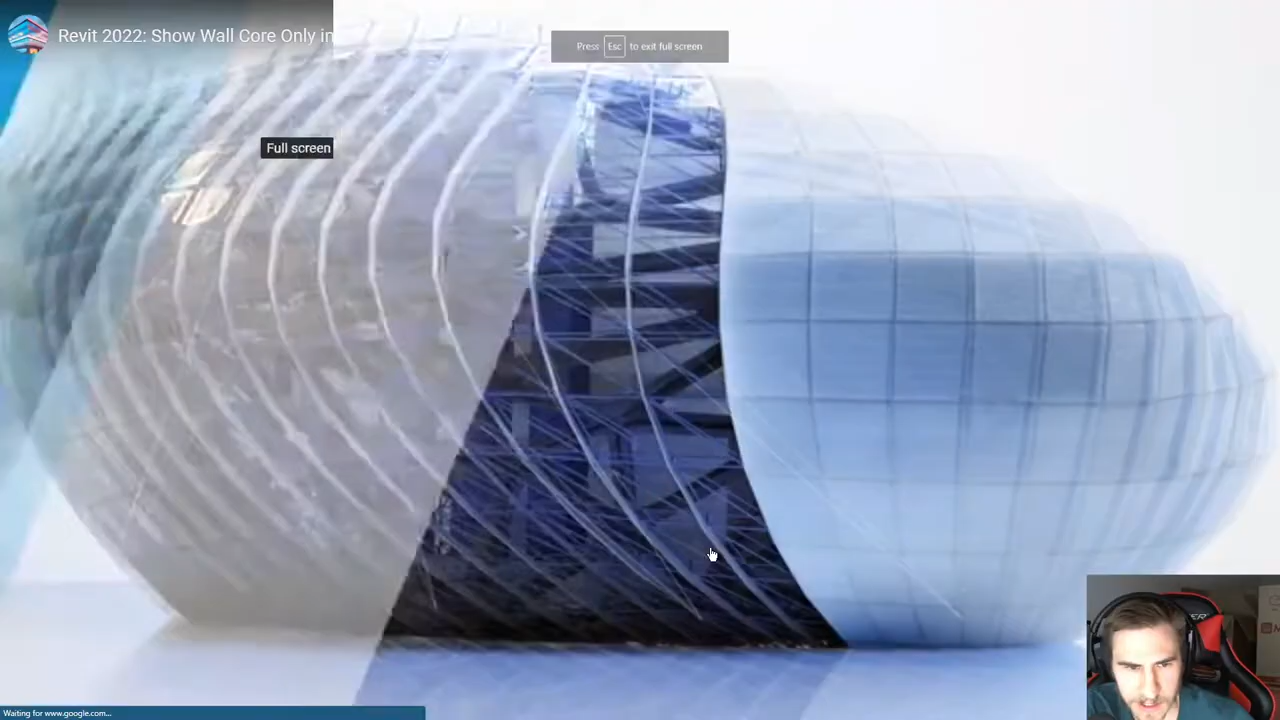 Revit 2022: Show Wall Core Only in
Press Esc to exit full screen
Full screen
Waiting for www.google.com...